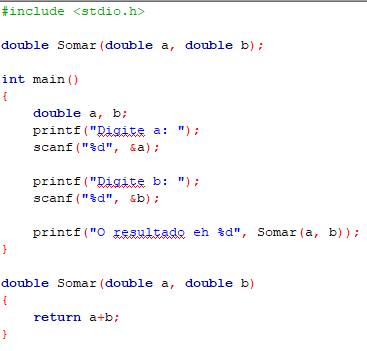 #include <stdio.h>
double Somar(double a, double b);
int main()
{
double a, b;
printf("Digite a: ");
scanf("%d", &a);
printf("Digite b: ");
scanf("%d", &b);
printf("O resultado eh %d", Somar(a, b));
}
double Somar(double a, double b)
{
return a+b;
}